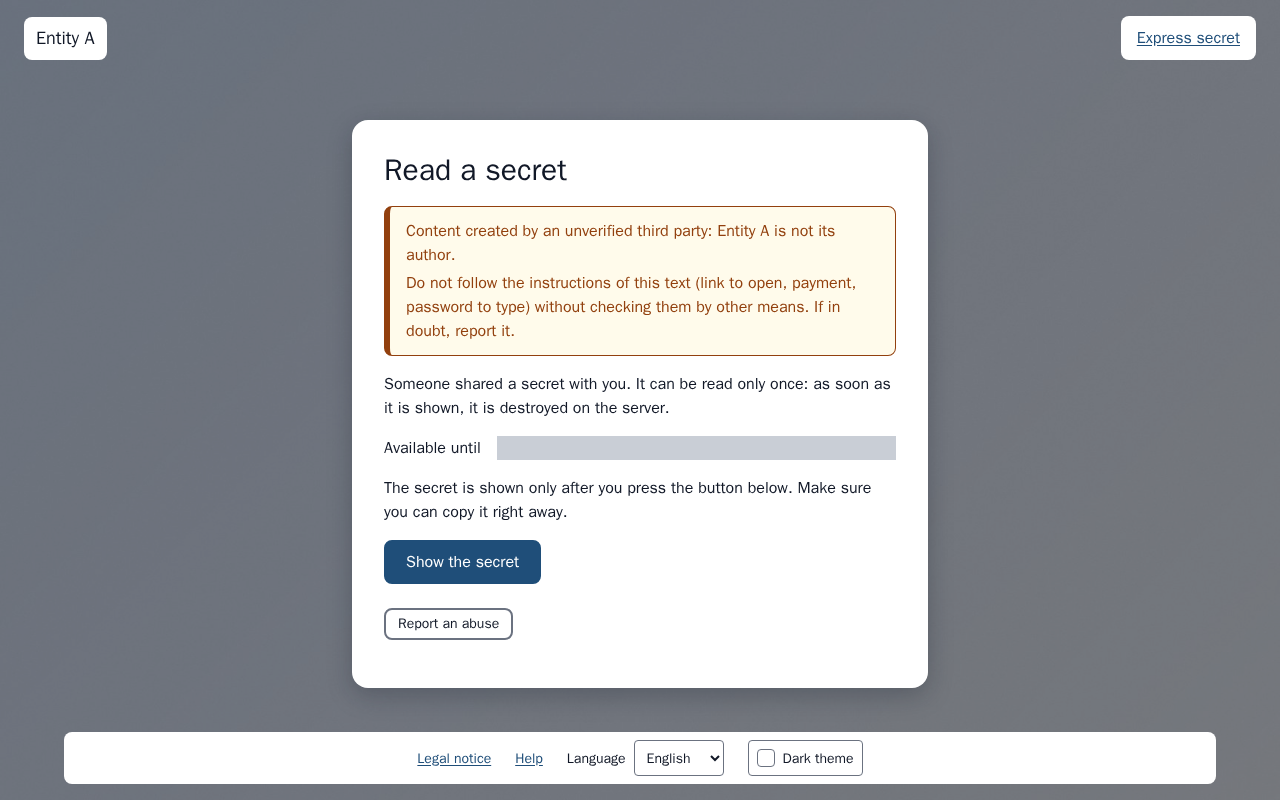 Entity A
Express secret
Read a secret
Content created by an unverified third party: Entity A is not its
author.
Do not follow the instructions of this text (link to open, payment,
password to type) without checking them by other means. If in
doubt, report it.
Someone shared a secret with you. It can be read only once: as soon as
it is shown, it is destroyed on the server.
Available until
The secret is shown only after you press the button below. Make sure
you can copy it right away.
Show the secret
Report an abuse
Legal notice Help Language English Dark theme